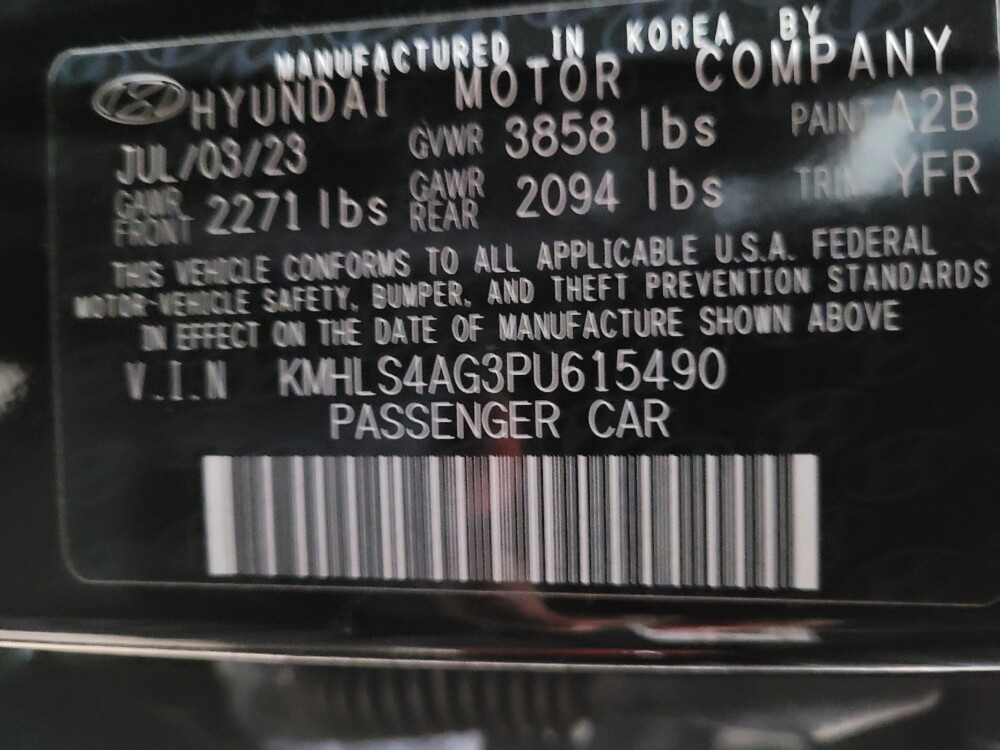 MANUFACTURED IN KOREA BY
HYUNDAI MOTOR COMPANY
JUL/03/23 GVWR 3858 lbs PAINT A2B
GAWR FRONT 2271 lbs GAWR REAR 2094 lbs TRIM YFR
THIS VEHICLE CONFORMS TO ALL APPLICABLE U.S.A. FEDERAL
MOTOR-VEHICLE SAFETY, BUMPER, AND THEFT PREVENTION STANDARDS
IN EFFECT ON THE DATE OF MANUFACTURE SHOWN ABOVE
V.I.N KMHLS4AG3PU615490
PASSENGER CAR